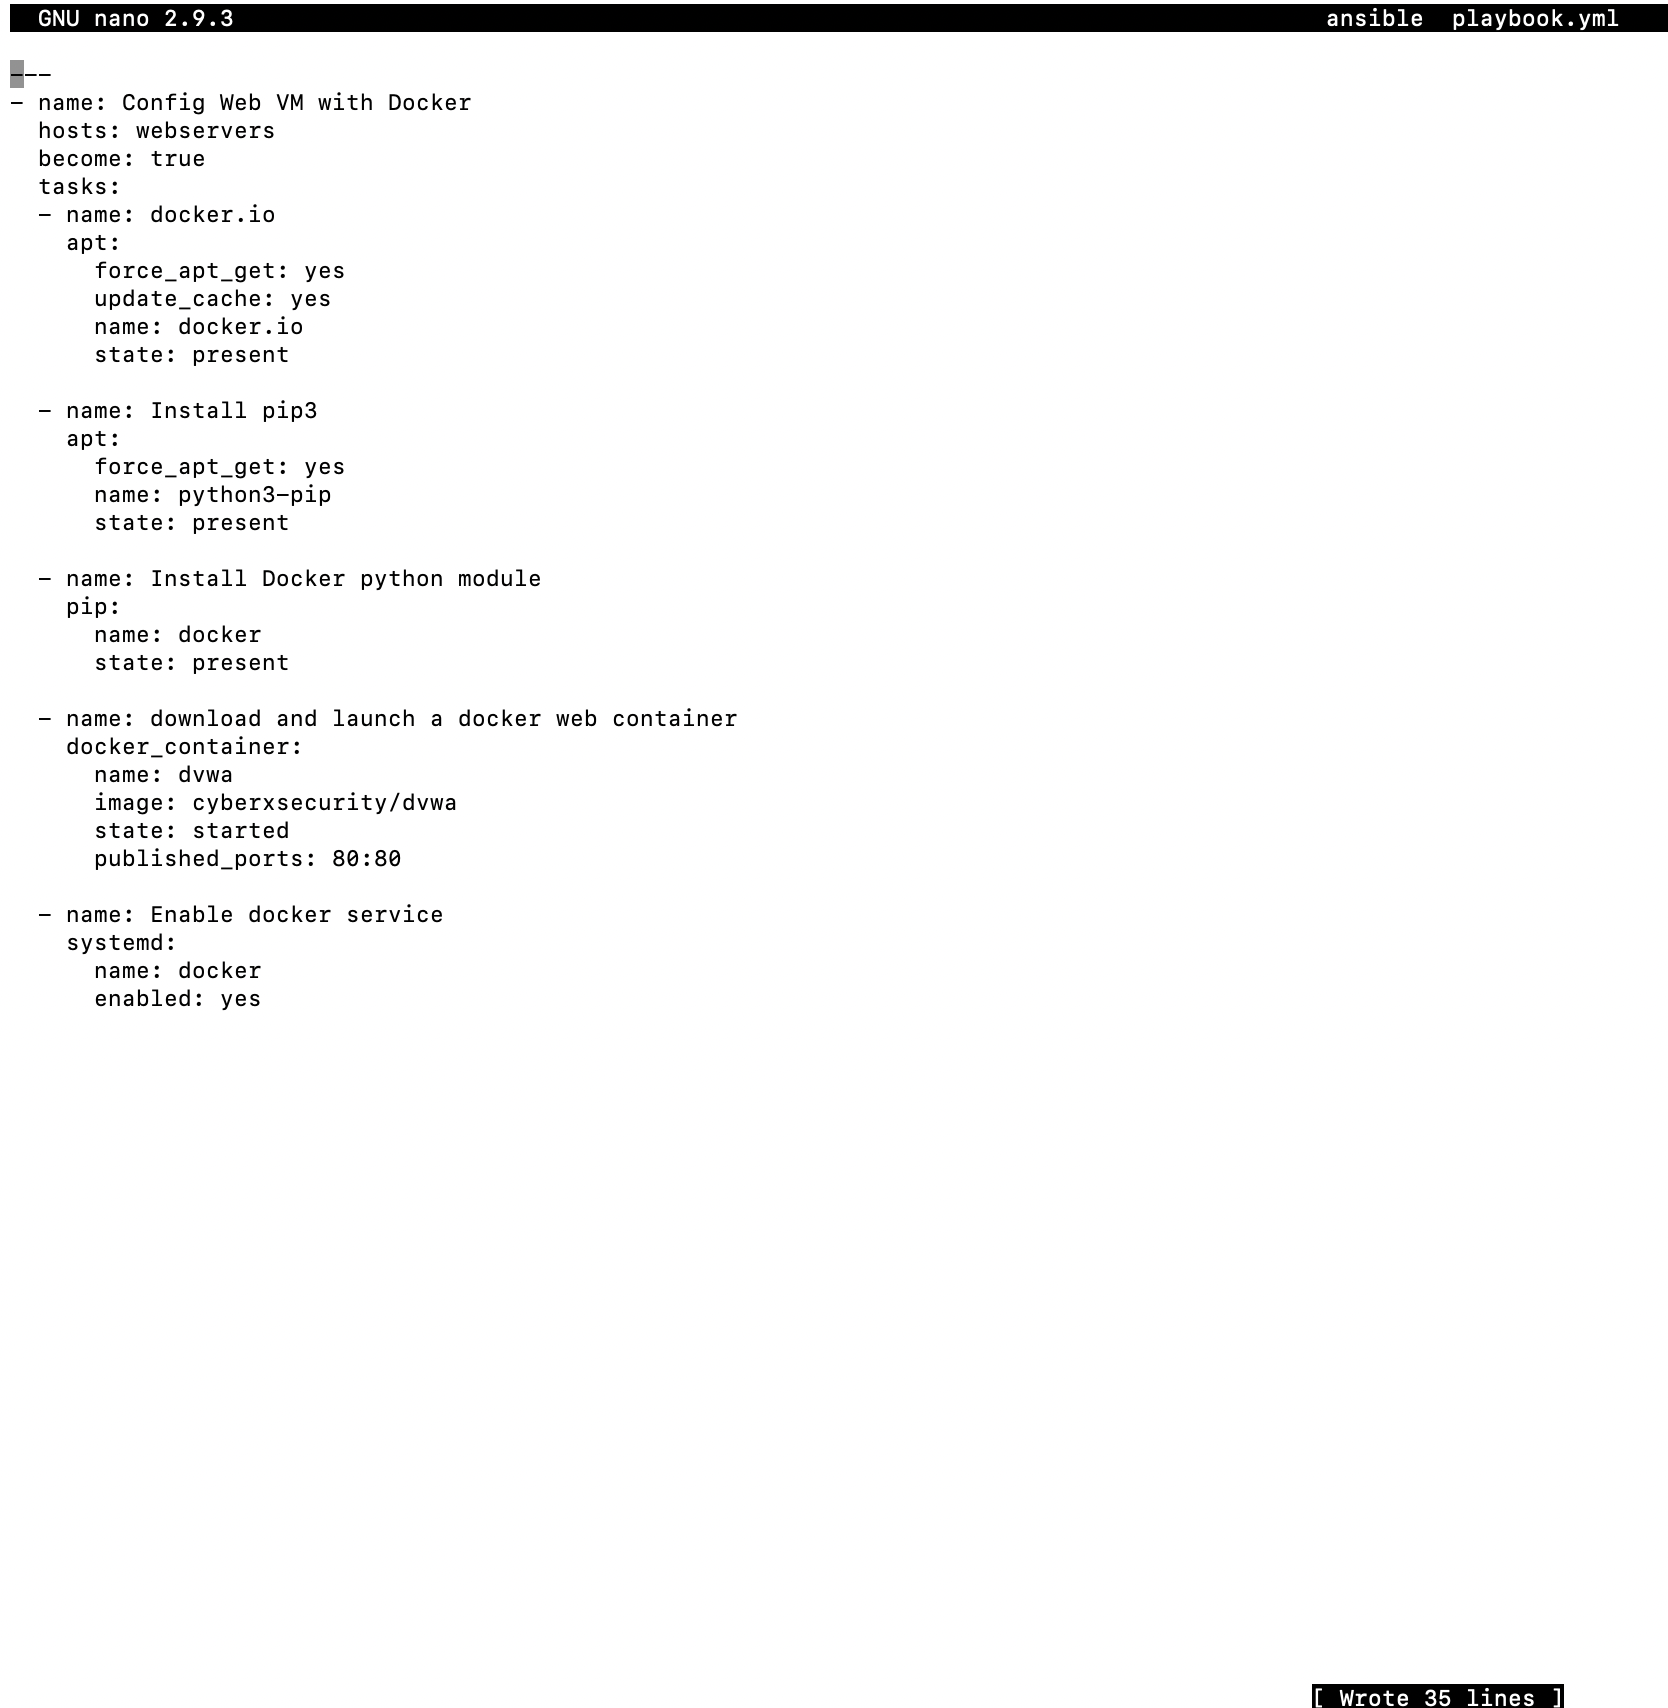 GNU nano 2.9.3 ansible playbook.yml
---
- name: Config Web VM with Docker
  hosts: webservers
  become: true
  tasks:
  - name: docker.io
    apt:
      force_apt_get: yes
      update_cache: yes
      name: docker.io
      state: present

  - name: Install pip3
    apt:
      force_apt_get: yes
      name: python3-pip
      state: present

  - name: Install Docker python module
    pip:
      name: docker
      state: present

  - name: download and launch a docker web container
    docker_container:
      name: dvwa
      image: cyberxsecurity/dvwa
      state: started
      published_ports: 80:80

  - name: Enable docker service
    systemd:
      name: docker
      enabled: yes
[ Wrote 35 lines ]